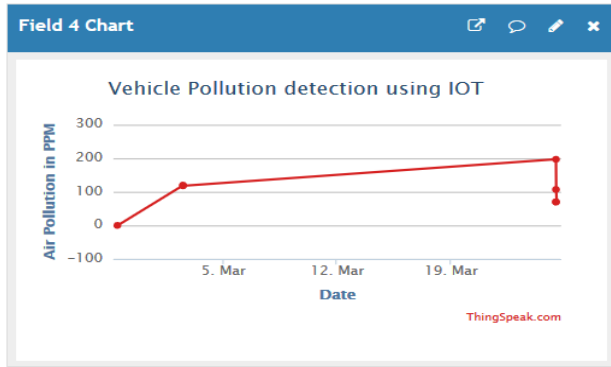 Field 4 Chart
Vehicle Pollution detection using IOT
Air Pollution in PPM
300
200
100
0
-100
5. Mar
12. Mar
19. Mar
Date
ThingSpeak.com